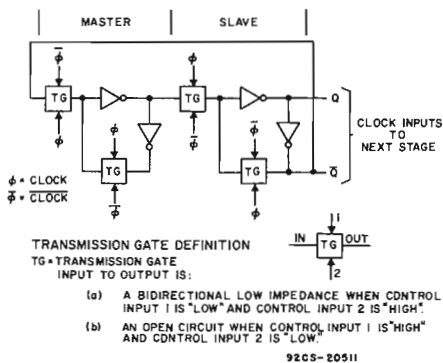 MASTER
SLAVE
φ̅
φ
TG
TG
φ
φ̅
Q
φ
φ̅
TG
TG
CLOCK INPUTS
TO
NEXT STAGE
Q̅
φ = CLOCK
φ̅ = C̅L̅O̅C̅K̅
φ̅
φ
TRANSMISSION GATE DEFINITION
TG = TRANSMISSION GATE
INPUT TO OUTPUT IS:
1
IN TG OUT
2
(a) A BIDIRECTIONAL LOW IMPEDANCE WHEN CONTROL
INPUT 1 IS "LOW" AND CONTROL INPUT 2 IS "HIGH".
(b) AN OPEN CIRCUIT WHEN CONTROL INPUT 1 IS "HIGH"
AND CONTROL INPUT 2 IS "LOW."
92CS-20511